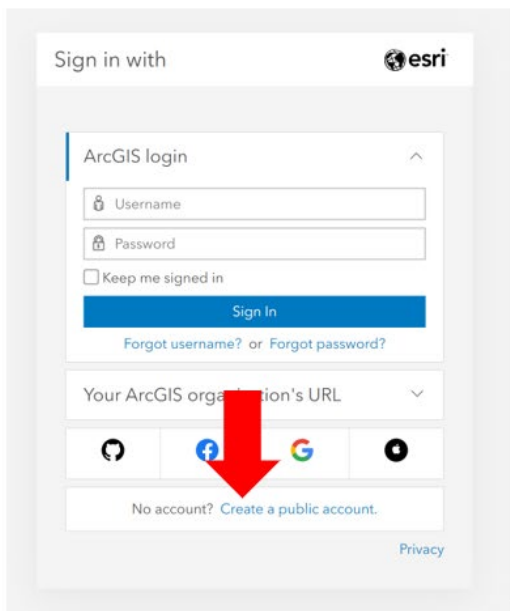 Sign in with
esri
ArcGIS login
Username
Password
Keep me signed in
Sign In
Forgot username? or Forgot password?
Your ArcGIS URL
No account? Create a public account.
Privacy